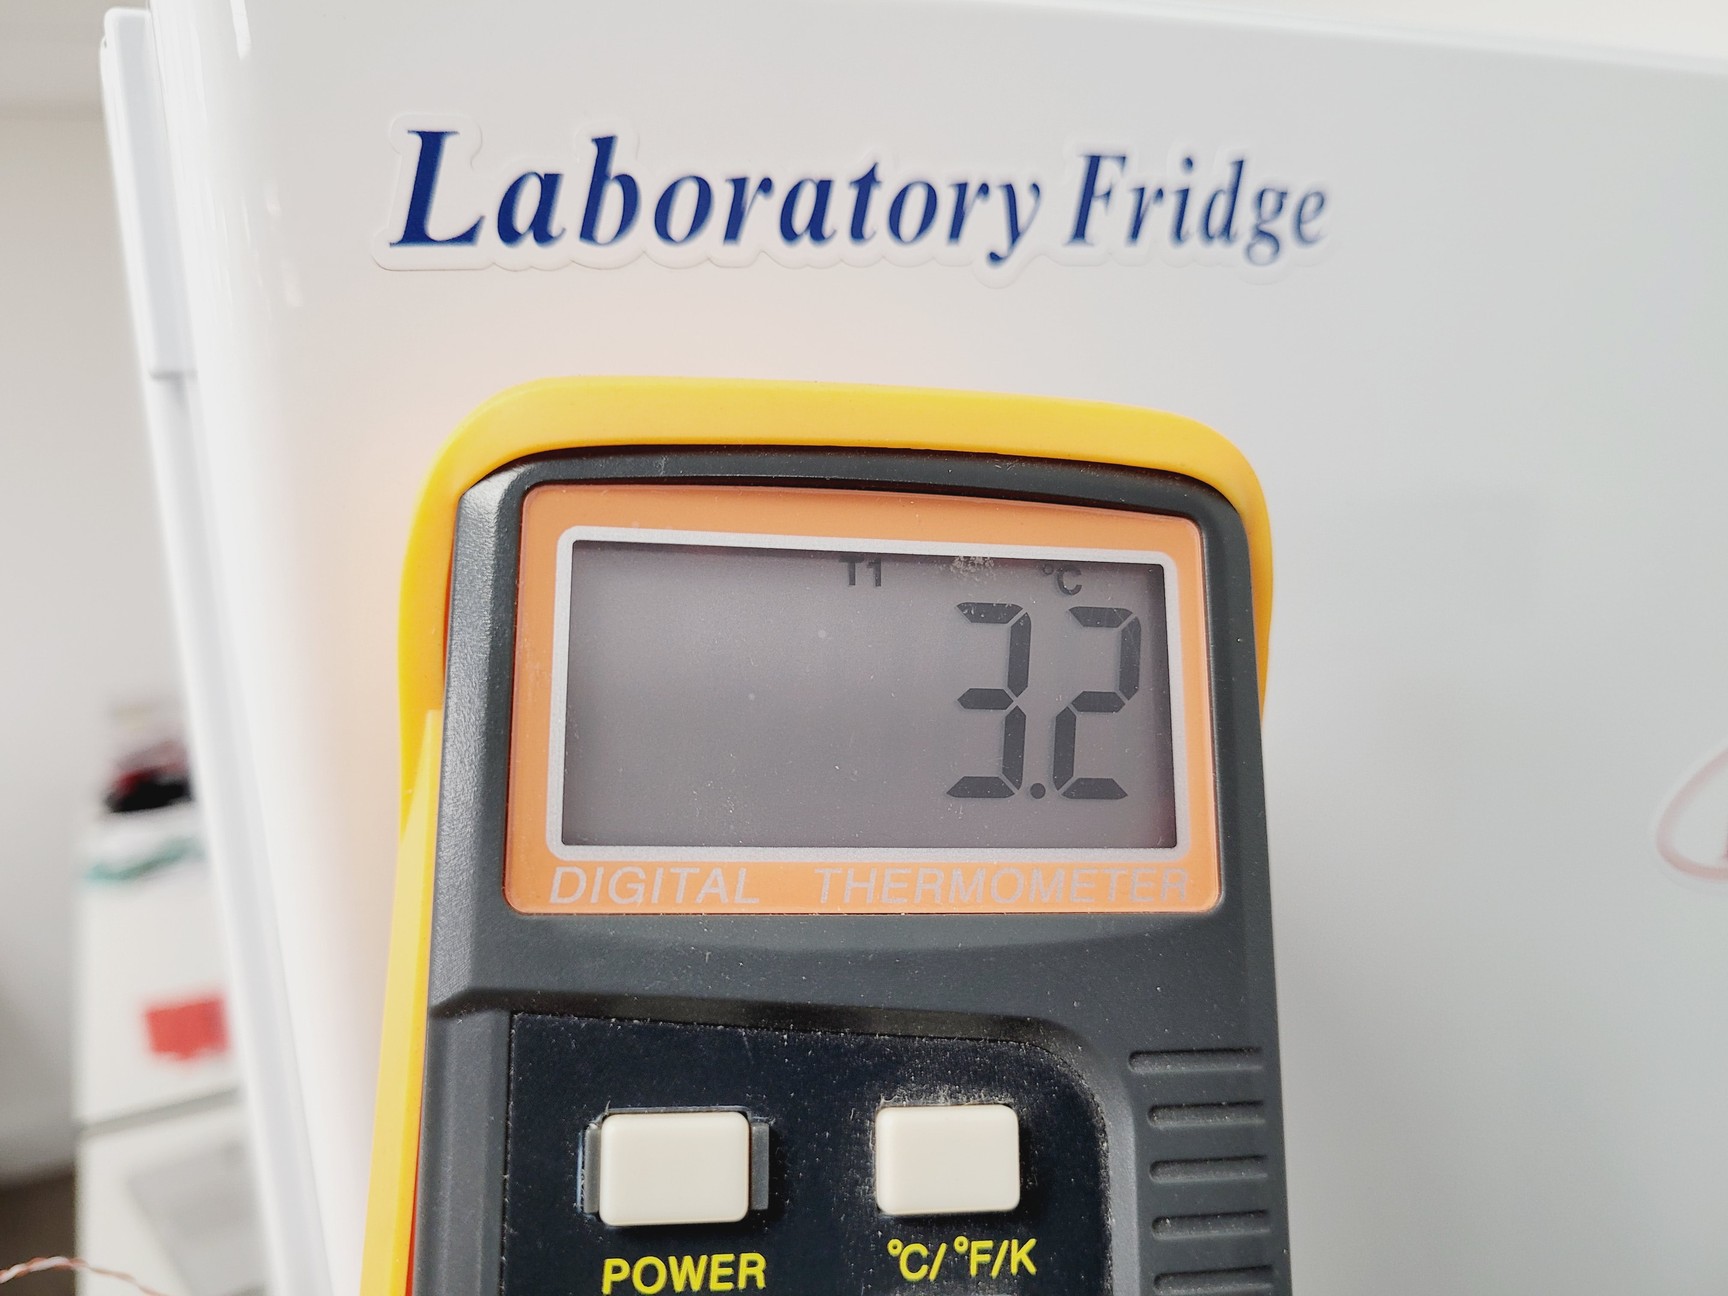 Laboratory Fridge
T1 °C
3.2
DIGITAL THERMOMETER
POWER °C/°F/K